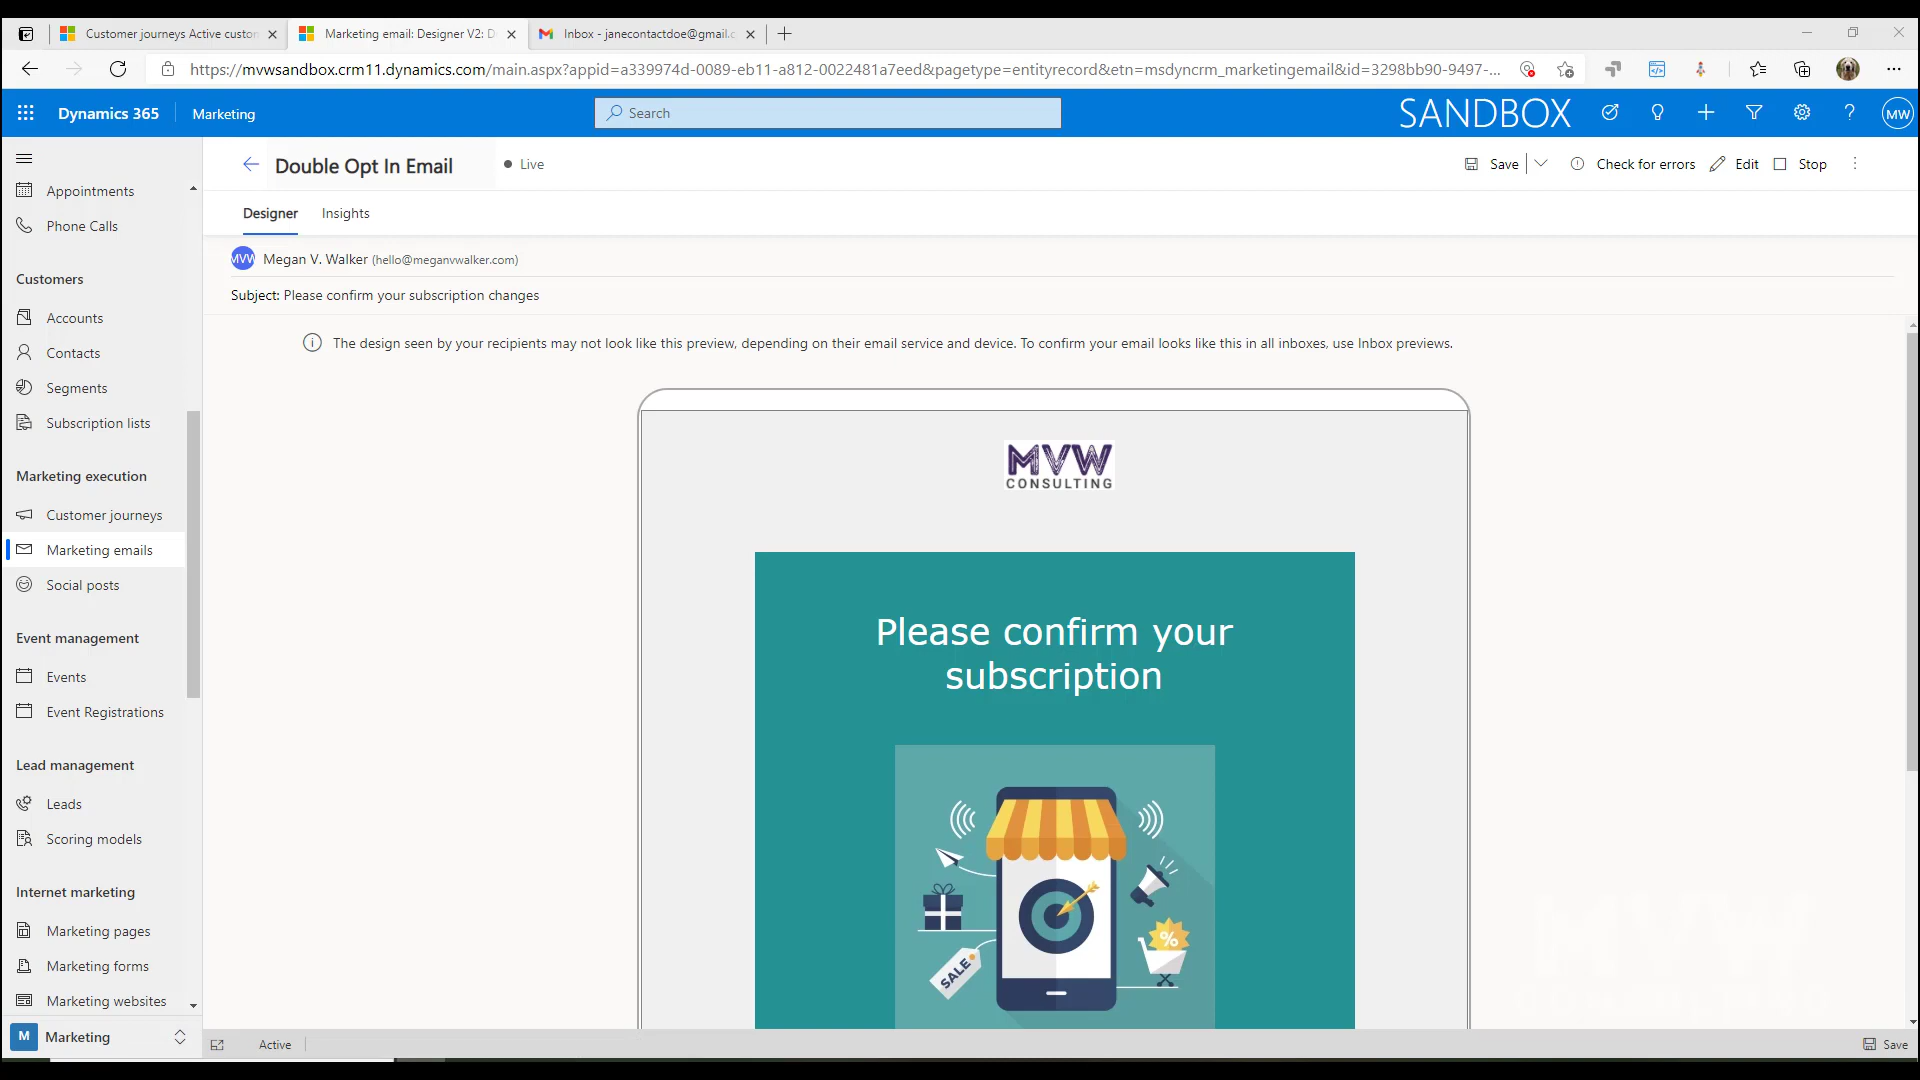 Customer journeys Active custon
Marketing email: Designer V2: D
Inbox - janecontactdoe@gmail.c
https://mvwsandbox.crm11.dynamics.com/main.aspx?appid=a339974d-0089-eb11-a812-0022481a7eed&pagetype=entityrecord&etn=msdyncrm_marketingemail&id=3298bb90-9497-...
Dynamics 365
Marketing
Search
SANDBOX
MW
Double Opt In Email
Live
Save
Check for errors
Edit
Stop
Designer
Insights
MVW
Megan V. Walker (hello@meganvwalker.com)
Subject: Please confirm your subscription changes
The design seen by your recipients may not look like this preview, depending on their email service and device. To confirm your email looks like this in all inboxes, use Inbox previews.
Appointments
Phone Calls
Customers
Accounts
Contacts
Segments
Subscription lists
Marketing execution
Customer journeys
Marketing emails
Social posts
Event management
Events
Event Registrations
Lead management
Leads
Scoring models
Internet marketing
Marketing pages
Marketing forms
Marketing websites
M
Marketing
MVW
CONSULTING
Please confirm your
subscription
%
SALE
Active
Save